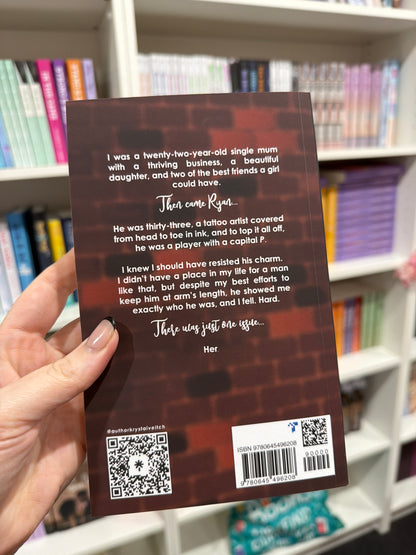 I was a twenty-two-year-old single mum
with a thriving business, a beautiful
daughter, and two of the best friends a girl
could have.
Then came Ryan...
He was thirty-three, a tattoo artist covered
from head to toe in ink, and to top it all off,
he was a player with a capital P.
I knew I should have resisted his charm.
I didn't have a place in my life for a man
like that, but despite my best efforts to
keep him at arm's length, he showed me
exactly who he was, and I fell. Hard.
There was just one issue...
Her
@authorkrystalveitch
ISBN 9780645496208
90000
9780645496208